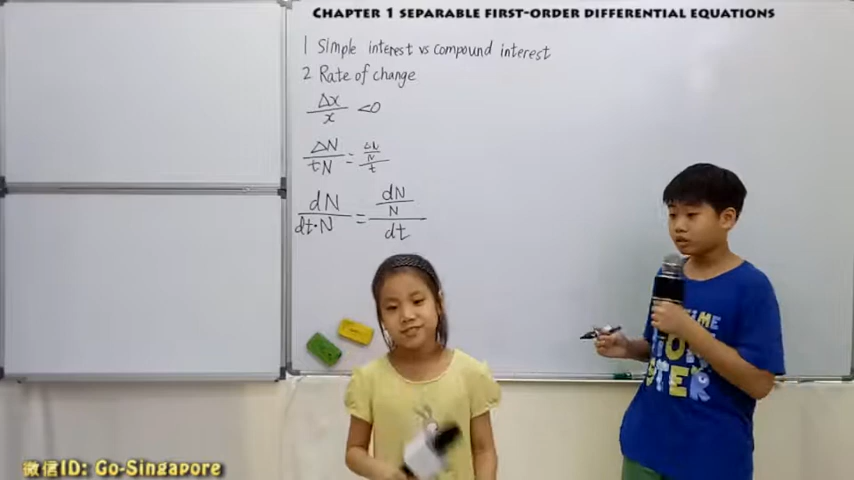 CHAPTER 1 SEPARABLE FIRST-ORDER DIFFERENTIAL EQUATIONS
1 Simple interest vs compound interest
2 Rate of change
Δx/x <0
ΔN/tN = ΔN/N/t
dN/dt·N = dN/N/dt
微信ID: Go-Singapore